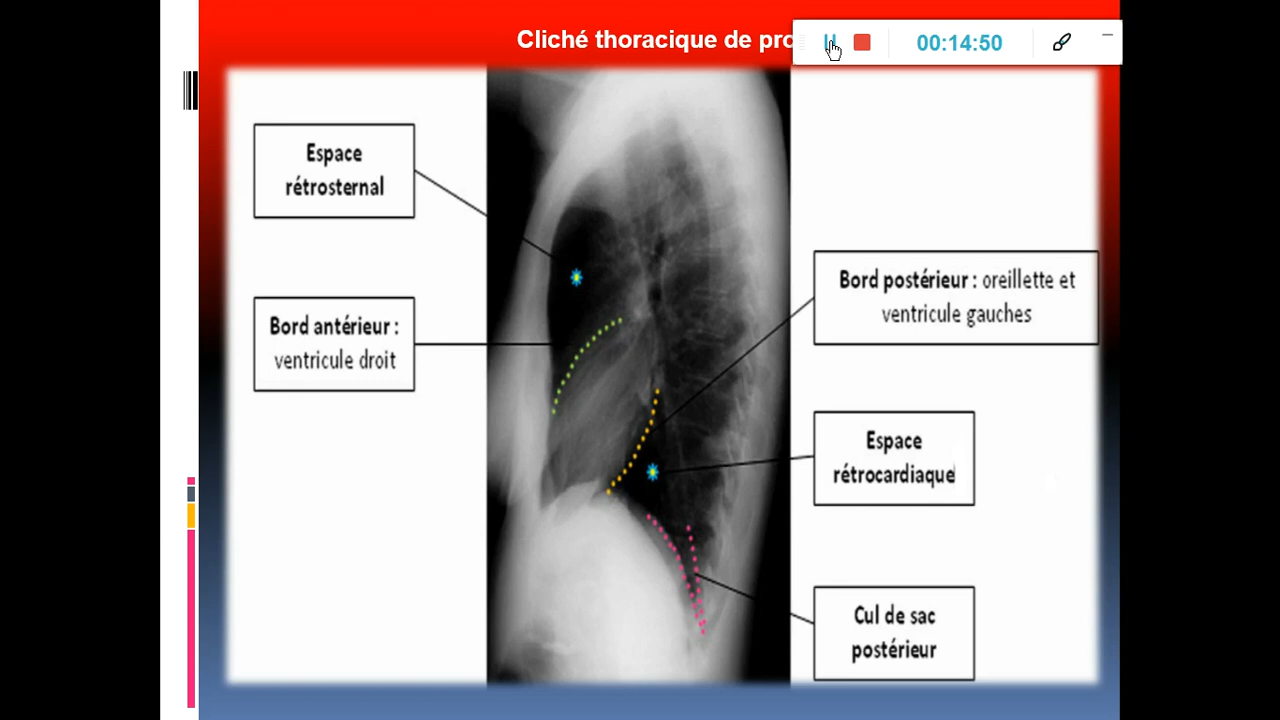 Cliché thoracique de pro
00:14:50
Espace
rétrosternal
Bord antérieur :
ventricule droit
Bord postérieur : oreillette et
ventricule gauches
Espace
rétrocardiaque
Cul de sac
postérieur